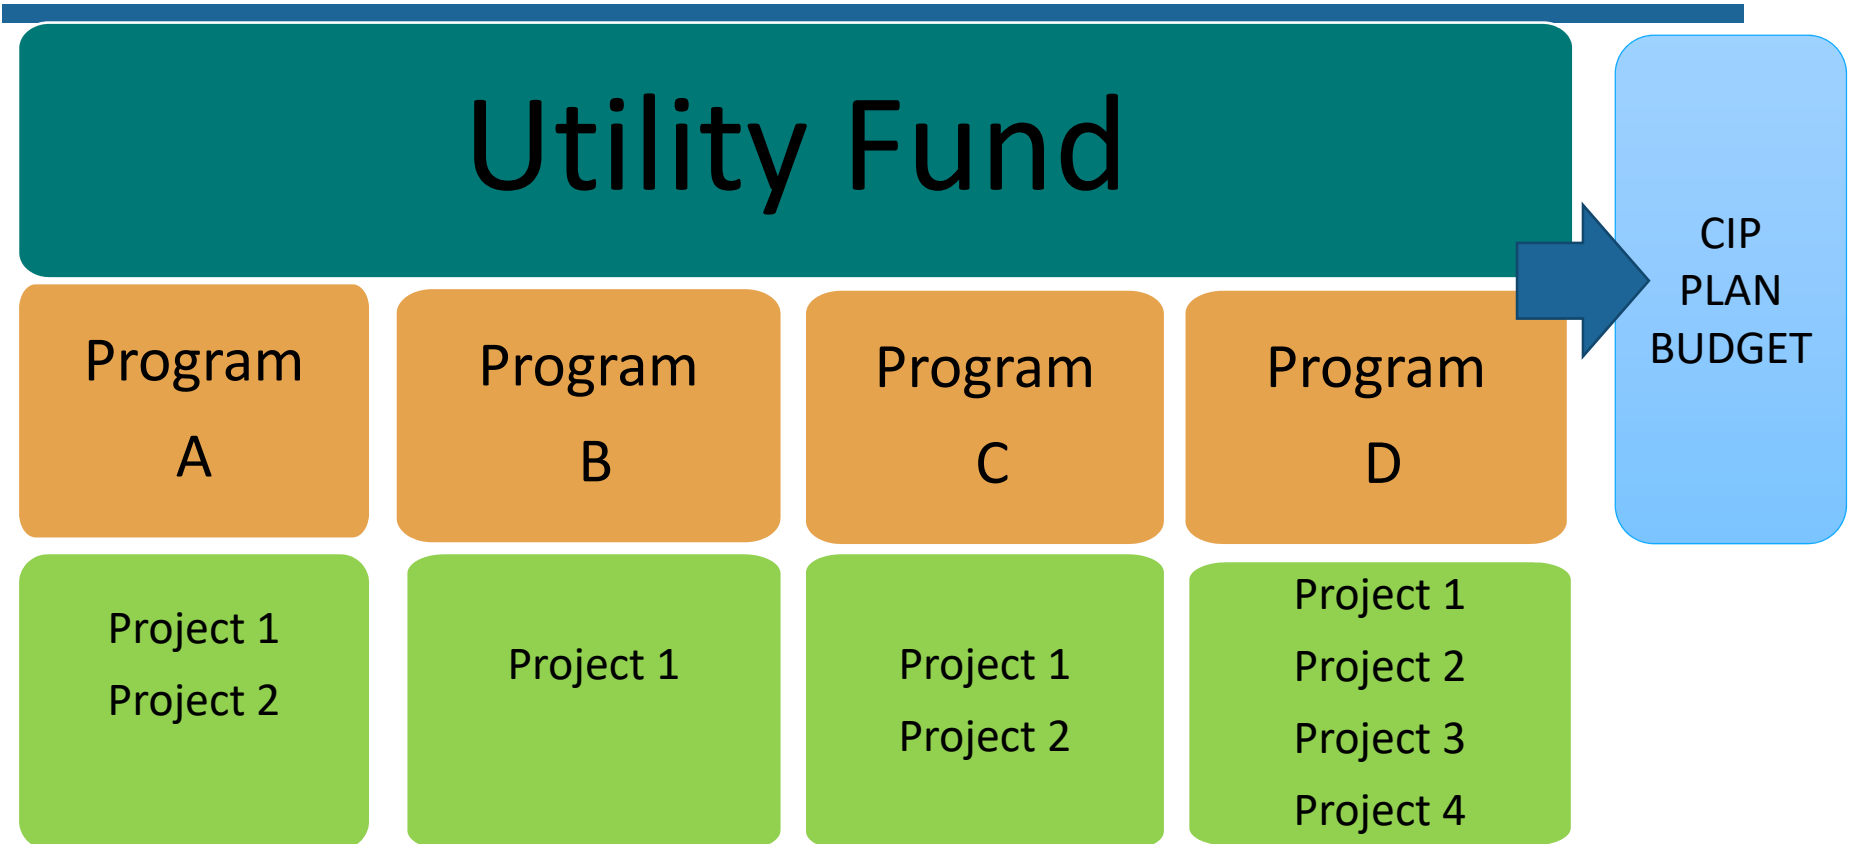 Utility Fund
CIP
PLAN
BUDGET
Program
A
Program
B
Program
C
Program
D
Project 1
Project 2
Project 1
Project 1
Project 2
Project 1
Project 2
Project 3
Project 4